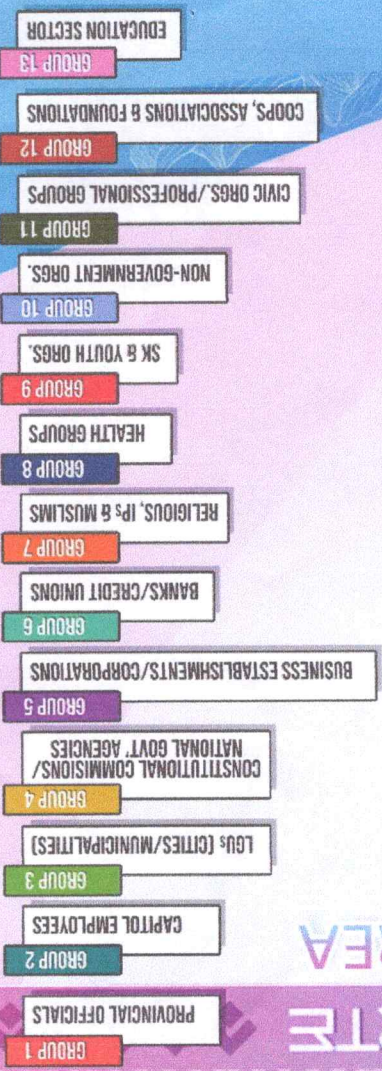 GROUP 1
PROVINCIAL OFFICIALS
GROUP 2
CAPITOL EMPLOYEES
GROUP 3
LGUs (CITIES/MUNICIPALITIES)
GROUP 4
CONSTITUTIONAL COMMISIONS/
NATIONAL GOVT' AGENCIES
GROUP 5
BUSINESS ESTABLISHMENTS/CORPORATIONS
GROUP 6
BANKS/CREDIT UNIONS
GROUP 7
RELIGIOUS, IPs & MUSLIMS
GROUP 8
HEALTH GROUPS
GROUP 9
SK & YOUTH ORGS.
GROUP 10
NON-GOVERNMENT ORGS.
GROUP 11
CIVIC ORGS./PROFESSIONAL GROUPS
GROUP 12
COOPS, ASSOCIATIONS & FOUNDATIONS
GROUP 13
EDUCATION SECTOR